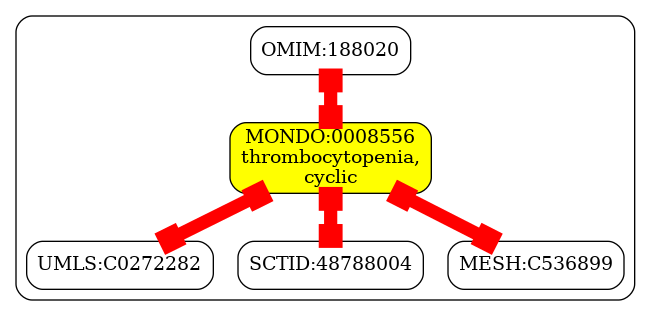 OMIM:188020
MONDO:0008556
thrombocytopenia,
cyclic
UMLS:C0272282
SCTID:48788004
MESH:C536899